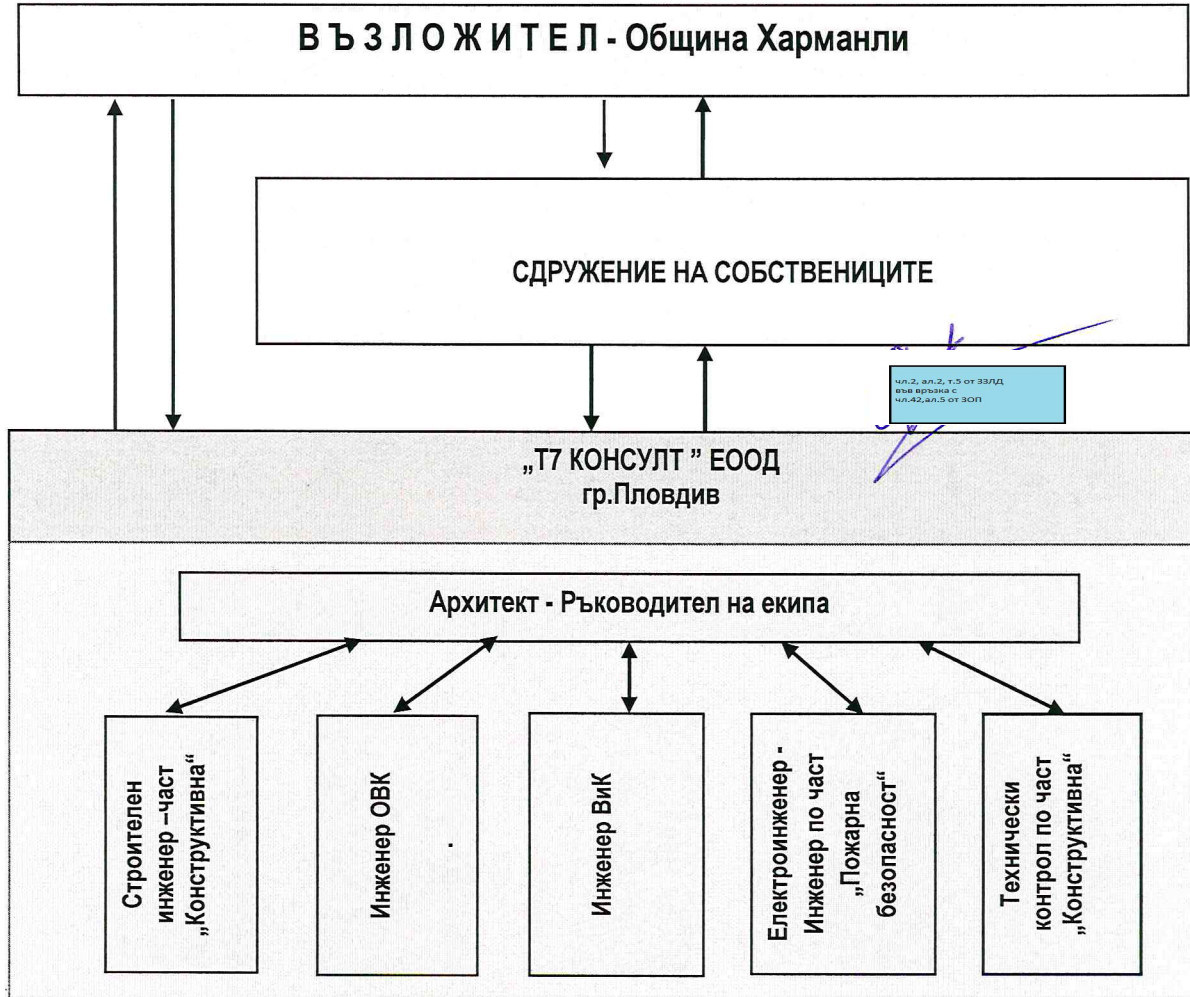 ВЪЗЛОЖИТЕЛ - Община Харманли
СДРУЖЕНИЕ НА СОБСТВЕНИЦИТЕ
чл.2, ал.2, т.5 от ЗЗЛД
във връзка с
чл.42,ал.5 от ЗОП
„Т7 КОНСУЛТ ” ЕООД
гр.Пловдив
Архитект - Ръководител на екипа
Строителен
инженер –част
„Конструктивна“
Инженер ОВК
Инженер ВиК
Електроинженер -
Инженер по част
„Пожарна
безопасност“
Технически
контрол по част
„Конструктивна“